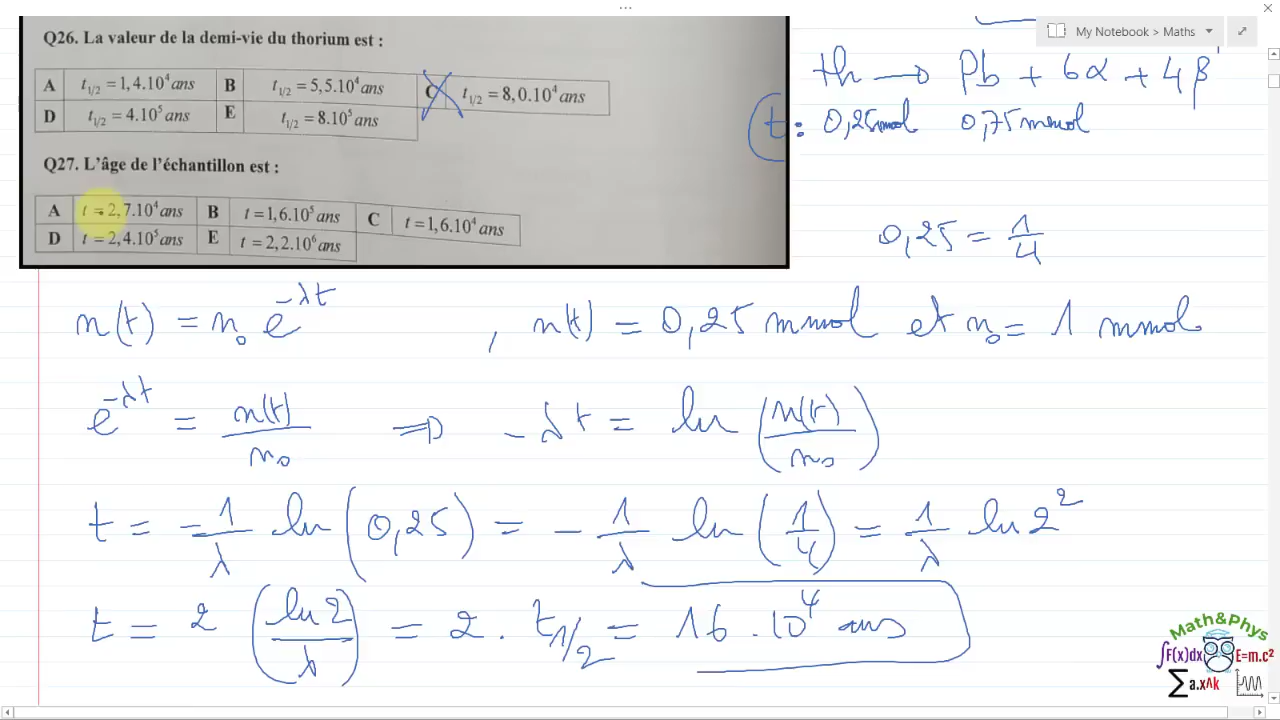 My Notebook > Maths
Q26. La valeur de la demi-vie du thorium est :
A t1/2 = 1,4.10⁴ ans B t1/2 = 5,5.10⁴ ans C t1/2 = 8,0.10⁴ ans
D t1/2 = 4.10⁵ ans E t1/2 = 8.10⁵ ans
th → Pb + 6α + 4β⁻
t : 0,25mmol 0,75mmol
Q27. L'âge de l'échantillon est :
A t = 2,7.10⁴ ans B t = 1,6.10⁵ ans C t = 1,6.10⁴ ans
D t = 2,4.10⁵ ans E t = 2,2.10⁶ ans
0,25 = 1/4
n(t) = n₀ e^-λt , n(t) = 0,25 mmol et n₀ = 1 mmol
e^-λt = n(t)/n₀ ⇒ -λt = ln(n(t)/n₀)
t = -1/λ ln(0,25) = -1/λ ln(1/4) = 1/λ ln2²
t = 2 (ln2/λ) = 2 . t1/2 = 16 . 10⁴ ans
Math&Phys
∫F(x)dx E=m.c²
∑ a.x^k